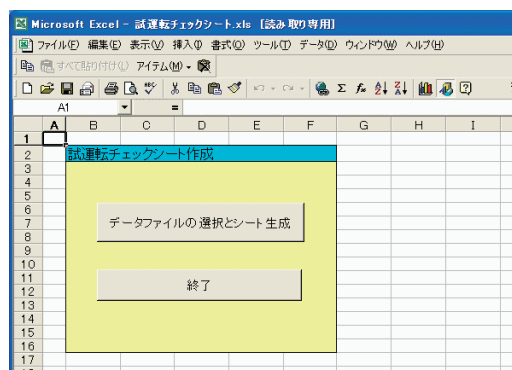 Microsoft Excel - 試運転チェックシート.xls [読み取り専用]
ファイル(F) 編集(E) 表示(V) 挿入(I) 書式(O) ツール(T) データ(D) ウィンドウ(W) ヘルプ(H)
すべて貼り付け(L) アイテム(M)
A1 =
A B C D E F G H I
1
2 試運転チェックシート作成
3
4
5
6
7 データファイルの選択とシート生成
8
9
10
11
12 終了
13
14
15
16
17